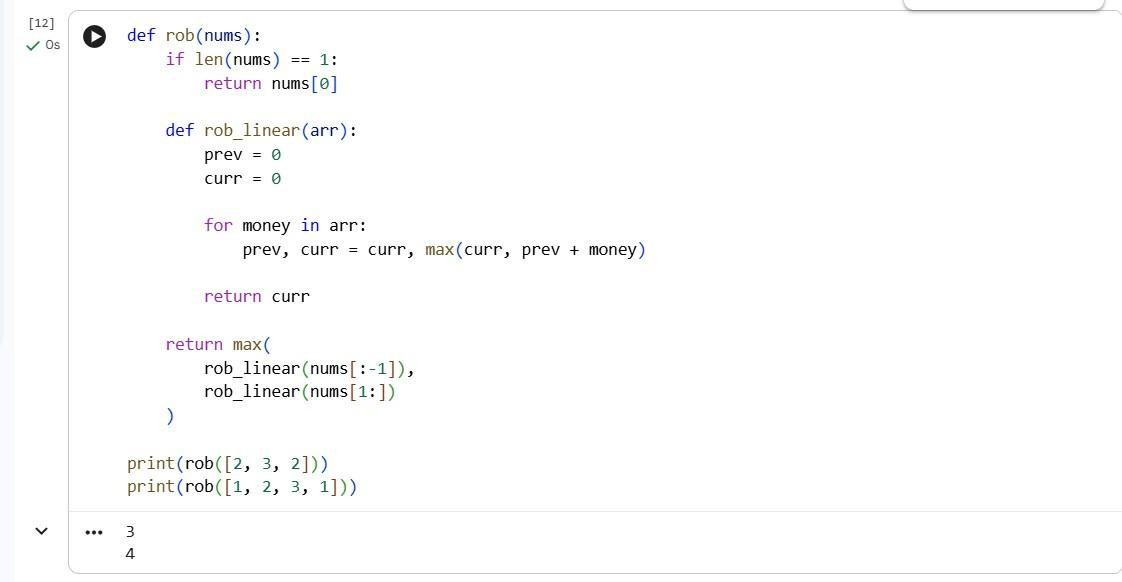 [12]
0s
def rob(nums):
    if len(nums) == 1:
        return nums[0]
    def rob_linear(arr):
        prev = 0
        curr = 0
        for money in arr:
            prev, curr = curr, max(curr, prev + money)
        return curr
    return max(
        rob_linear(nums[:-1]),
        rob_linear(nums[1:])
    )
print(rob([2, 3, 2]))
print(rob([1, 2, 3, 1]))
3
4